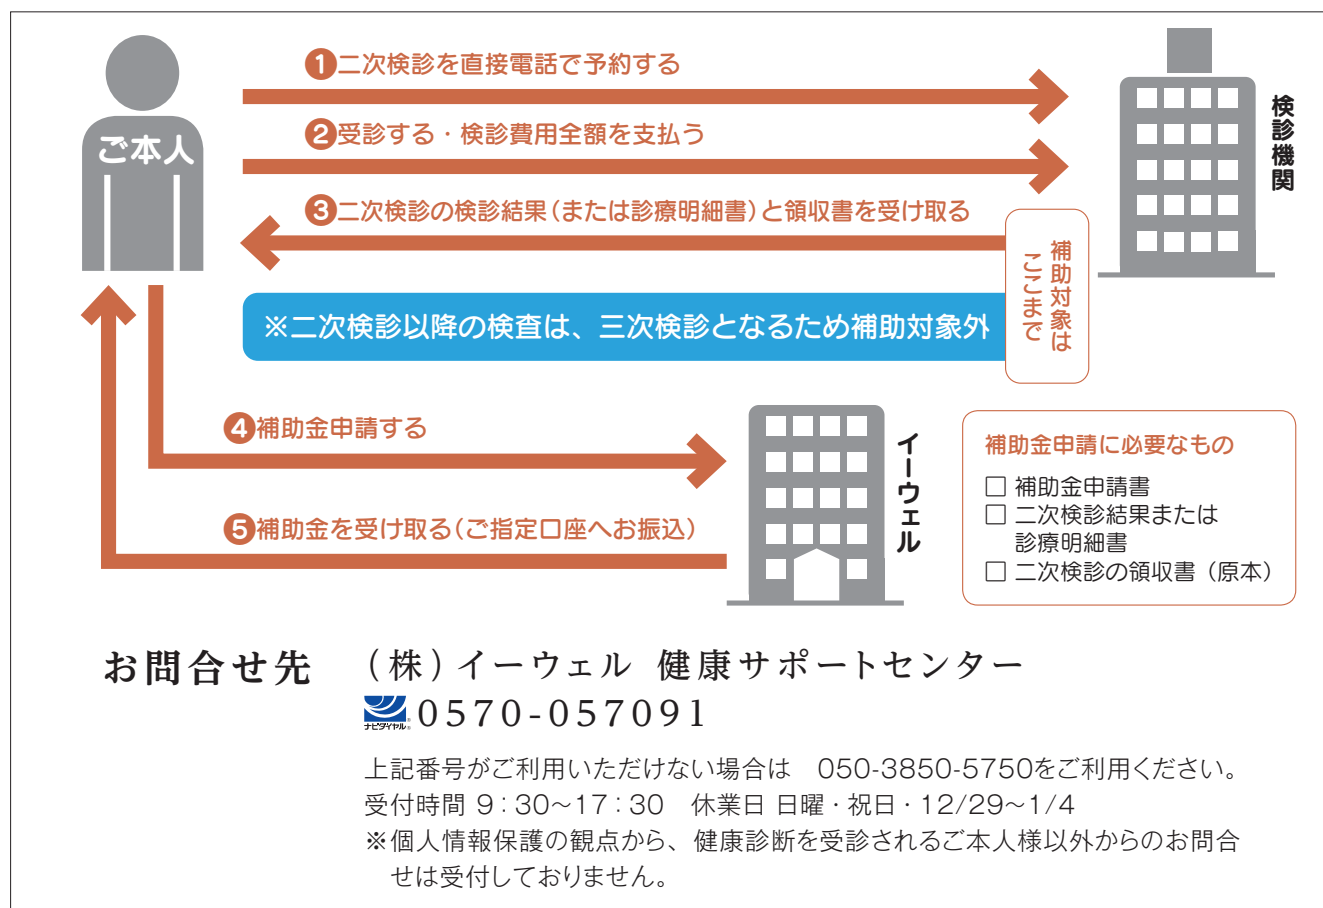 ❶二次検診を直接電話で予約する
ご本人
❷受診する・検診費用全額を支払う
検診機関
❸二次検診の検診結果(または診療明細書)と領収書を受け取る
補助対象は
ここまで
※二次検診以降の検査は、三次検診となるため補助対象外
❹補助金申請する
イーウェル
❺補助金を受け取る(ご指定口座へお振込)
補助金申請に必要なもの
□ 補助金申請書
□ 二次検診結果または
診療明細書
□ 二次検診の領収書(原本)
お問合せ先 (株)イーウェル 健康サポートセンター
ナビダイヤル® 0570-057091
上記番号がご利用いただけない場合は 050-3850-5750をご利用ください。
受付時間 9:30〜17:30 休業日 日曜・祝日・12/29〜1/4
※個人情報保護の観点から、健康診断を受診されるご本人様以外からのお問合
せは受付しておりません。